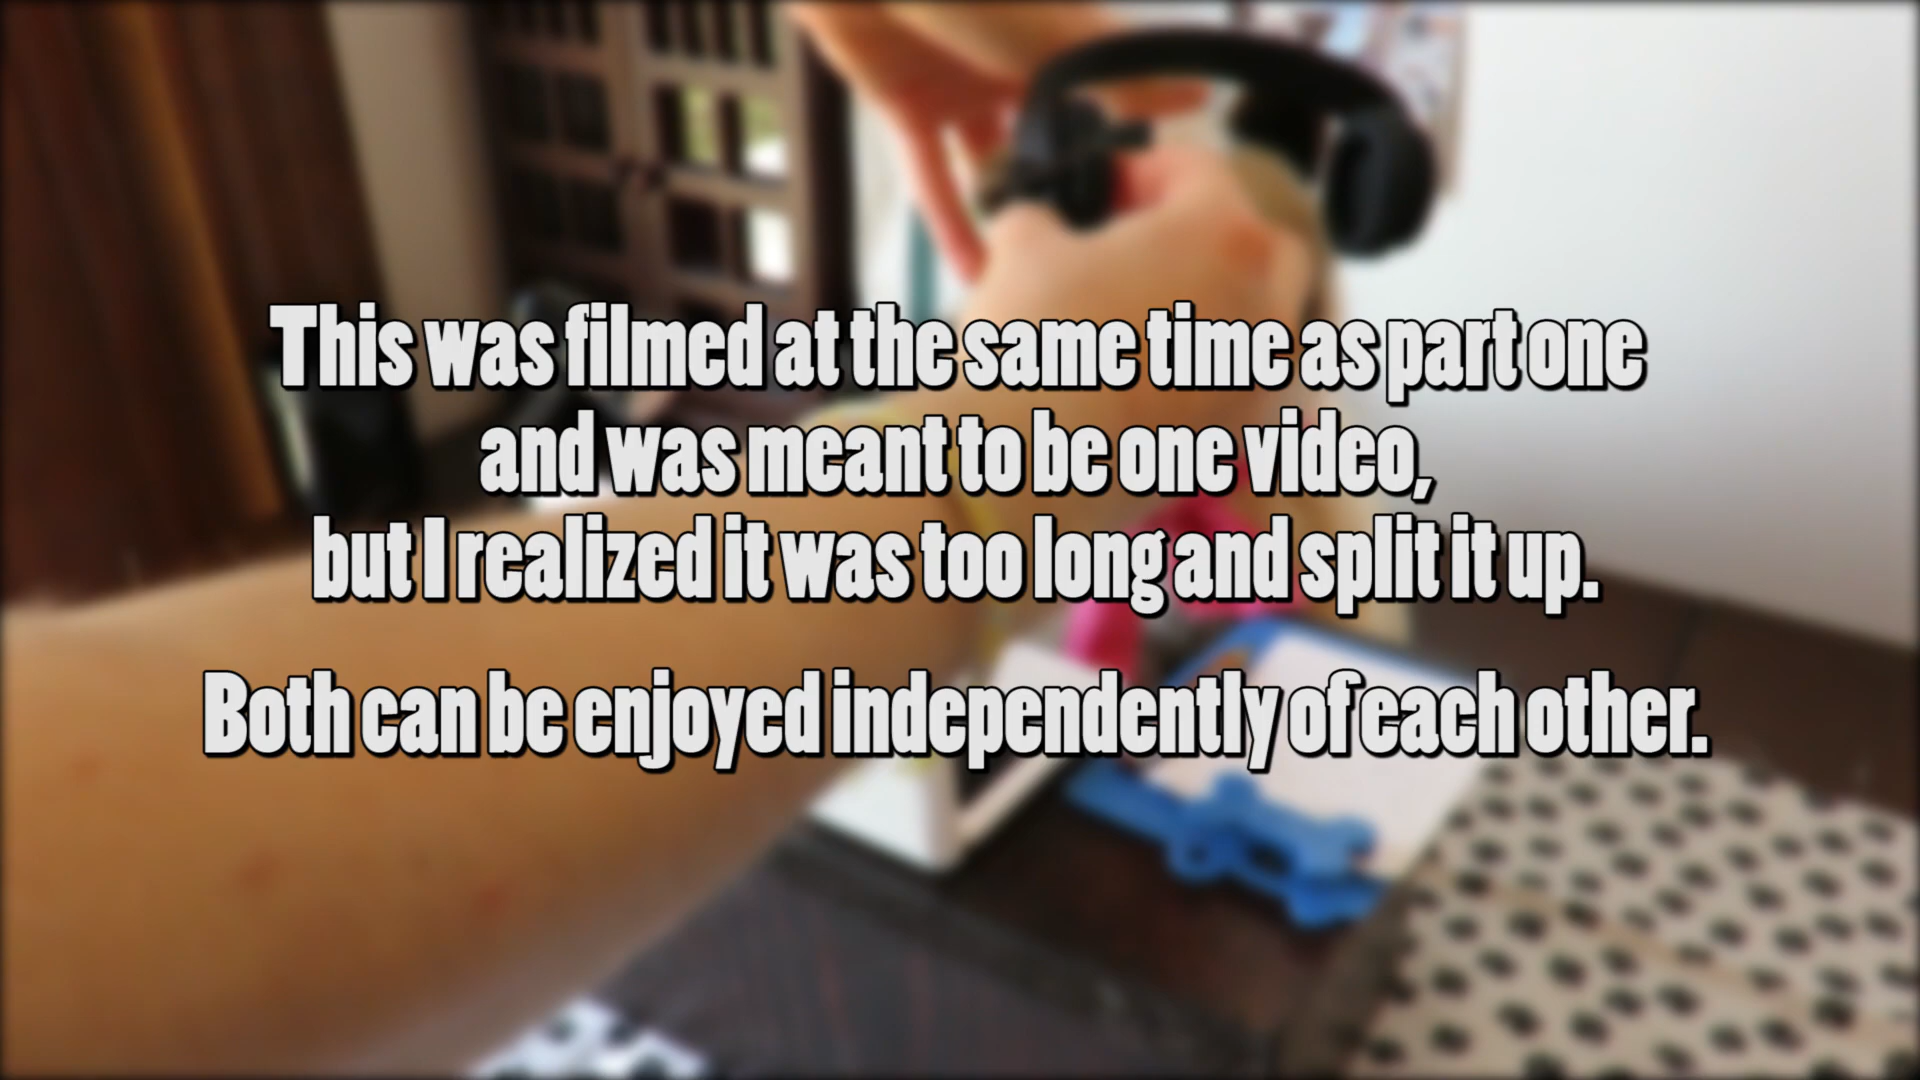 This was filmed at the same time as part one
and was meant to be one video,
but I realized it was too long and split it up.
Both can be enjoyed independently of each other.